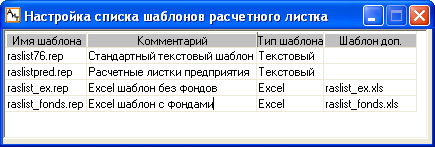 Настройка списка шаблонов расчетного листка
Имя шаблона Комментарий Тип шаблона Шаблон доп.
raslist76.rep Стандартный текстовый шаблон Текстовый
raslistpred.rep Расчетные листки предприятия Текстовый
raslist_ex.rep Excel шаблон без фондов Excel raslist_ex.xls
raslist_fonds.rep Excel шаблон с фондами Excel raslist_fonds.xls